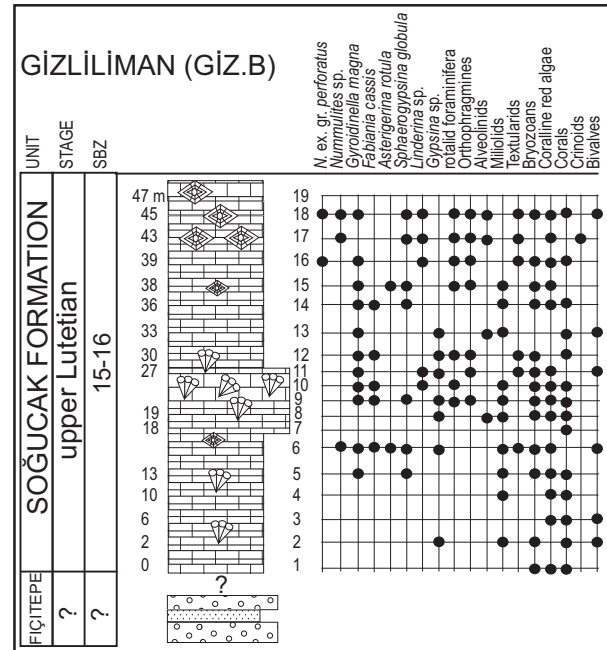 GİZLİLİMAN (GİZ.B)
UNIT
STAGE
SBZ
N. ex. gr. perforatus
Nummulites sp.
Gyroidinella magna
Fabiania cassis
Asterigerina rotula
Sphaerogypsina globula
Linderina sp.
Gypsina sp.
rotalid foraminifera
Orthophragmines
Alveolinids
Miliolids
Textularids
Bryozoans
Coralline red algae
Corals
Crinoids
Bivalves
SOĞUCAK FORMATION
upper Lutetian
15-16
FIÇITEPE
?
?
47 m
45
43
39
38
36
33
30
27
19
18
13
10
6
2
0
?
19
18
17
16
15
14
13
12
11
10
9
8
7
6
5
4
3
2
1